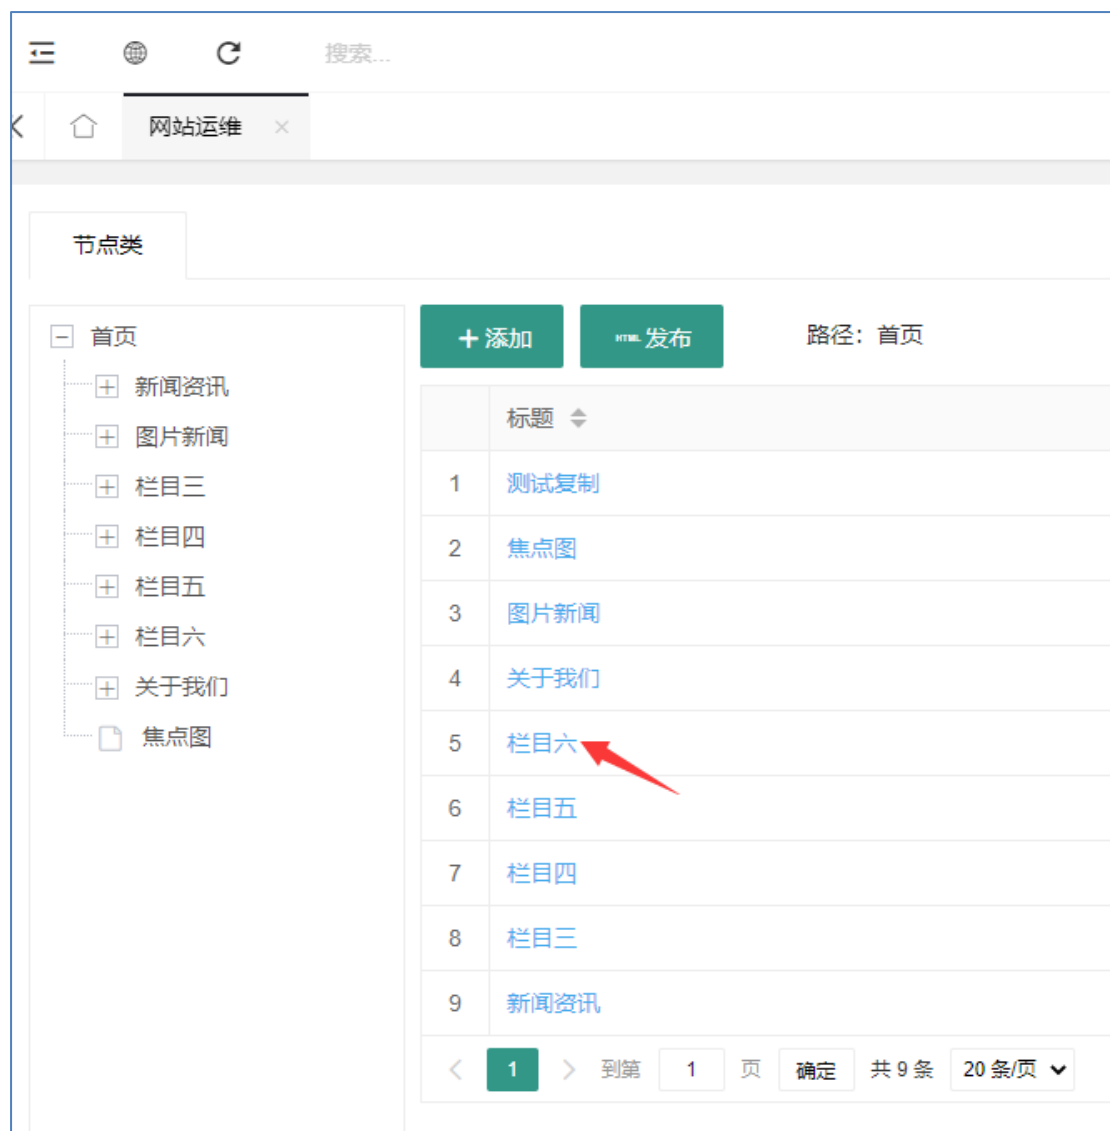 搜索...
网站运维
节点类
首页
新闻资讯
图片新闻
栏目三
栏目四
栏目五
栏目六
关于我们
焦点图
添加
HTML 发布
路径：首页
标题
1 测试复制
2 焦点图
3 图片新闻
4 关于我们
5 栏目六
6 栏目五
7 栏目四
8 栏目三
9 新闻资讯
1 到第 1 页 确定 共 9 条 20 条/页